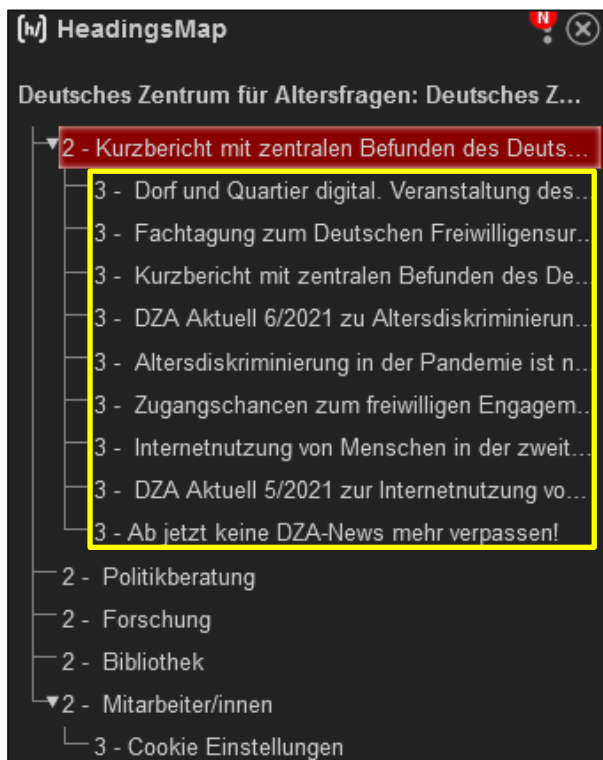 [h/] HeadingsMap N
Deutsches Zentrum für Altersfragen: Deutsches Z...
2 - Kurzbericht mit zentralen Befunden des Deuts...
3 - Dorf und Quartier digital. Veranstaltung des...
3 - Fachtagung zum Deutschen Freiwilligensur...
3 - Kurzbericht mit zentralen Befunden des De...
3 - DZA Aktuell 6/2021 zu Altersdiskriminierun...
3 - Altersdiskriminierung in der Pandemie ist n...
3 - Zugangschancen zum freiwilligen Engagem...
3 - Internetnutzung von Menschen in der zweit...
3 - DZA Aktuell 5/2021 zur Internetnutzung vo...
3 - Ab jetzt keine DZA-News mehr verpassen!
2 - Politikberatung
2 - Forschung
2 - Bibliothek
2 - Mitarbeiter/innen
3 - Cookie Einstellungen